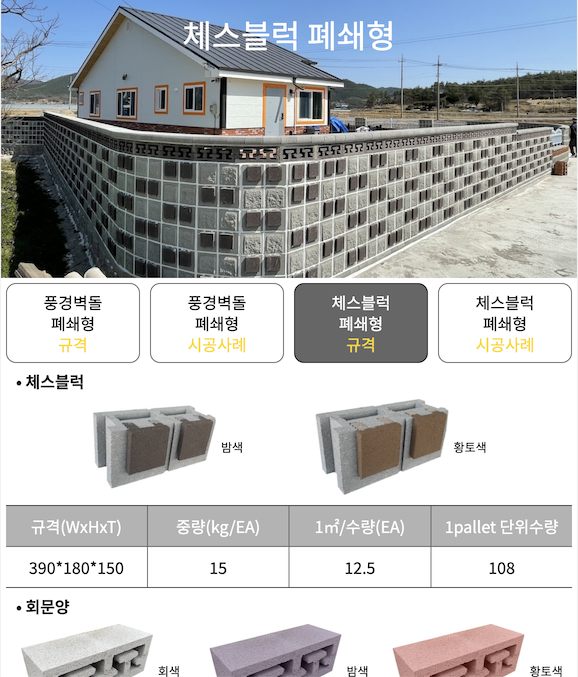 체스블럭 폐쇄형
풍경벽돌
폐쇄형
규격
풍경벽돌
폐쇄형
시공사례
체스블럭
폐쇄형
규격
체스블럭
폐쇄형
시공사례
• 체스블럭
밤색
황토색
규격(WxHxT) 중량(kg/EA) 1㎡/수량(EA) 1pallet 단위수량
390*180*150 15 12.5 108
• 회문양
회색
밤색
황토색